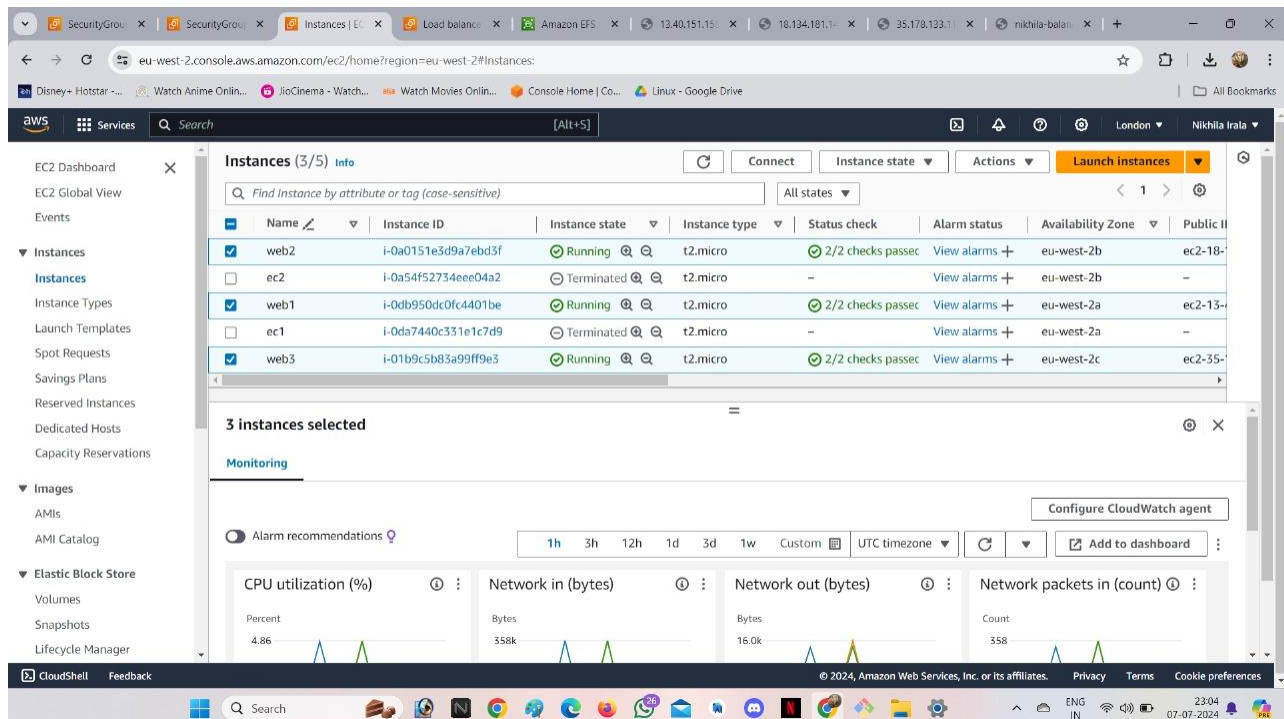 SecurityGroup
SecurityGroup
Instances | EC
Load balance
Amazon EFS
13.40.151.15
18.134.181.1
35.178.133.1
nikhila-balan
eu-west-2.console.aws.amazon.com/ec2/home?region=eu-west-2#Instances:
Disney+ Hotstar -... Watch Anime Onlin... JioCinema - Watch... Watch Movies Onlin... Console Home | Co... Linux - Google Drive All Bookmarks
aws Services Search [Alt+S] London Nikhila Irala
EC2 Dashboard
EC2 Global View
Events
Instances
Instances
Instance Types
Launch Templates
Spot Requests
Savings Plans
Reserved Instances
Dedicated Hosts
Capacity Reservations
Images
AMIs
AMI Catalog
Elastic Block Store
Volumes
Snapshots
Lifecycle Manager
Instances (3/5) Info Connect Instance state Actions Launch instances
Find Instance by attribute or tag (case-sensitive) All states 1
Name Instance ID Instance state Instance type Status check Alarm status Availability Zone Public I
web2 i-0a0151e3d9a7ebd3f Running t2.micro 2/2 checks passec View alarms + eu-west-2b ec2-18-
ec2 i-0a54f52734eee04a2 Terminated t2.micro – View alarms + eu-west-2b –
web1 i-0db950dc0fc4401be Running t2.micro 2/2 checks passec View alarms + eu-west-2a ec2-13-
ec1 i-0da7440c331e1c7d9 Terminated t2.micro – View alarms + eu-west-2a –
web3 i-01b9c5b83a99ff9e3 Running t2.micro 2/2 checks passec View alarms + eu-west-2c ec2-35-
3 instances selected
Monitoring
Configure CloudWatch agent
Alarm recommendations 1h 3h 12h 1d 3d 1w Custom UTC timezone Add to dashboard
CPU utilization (%) Network in (bytes) Network out (bytes) Network packets in (count)
Percent Bytes Bytes Count
4.86 358k 16.0k 358
CloudShell Feedback © 2024, Amazon Web Services, Inc. or its affiliates. Privacy Terms Cookie preferences
Search 26 ENG 23:04
IN 07-07-2024
PRE